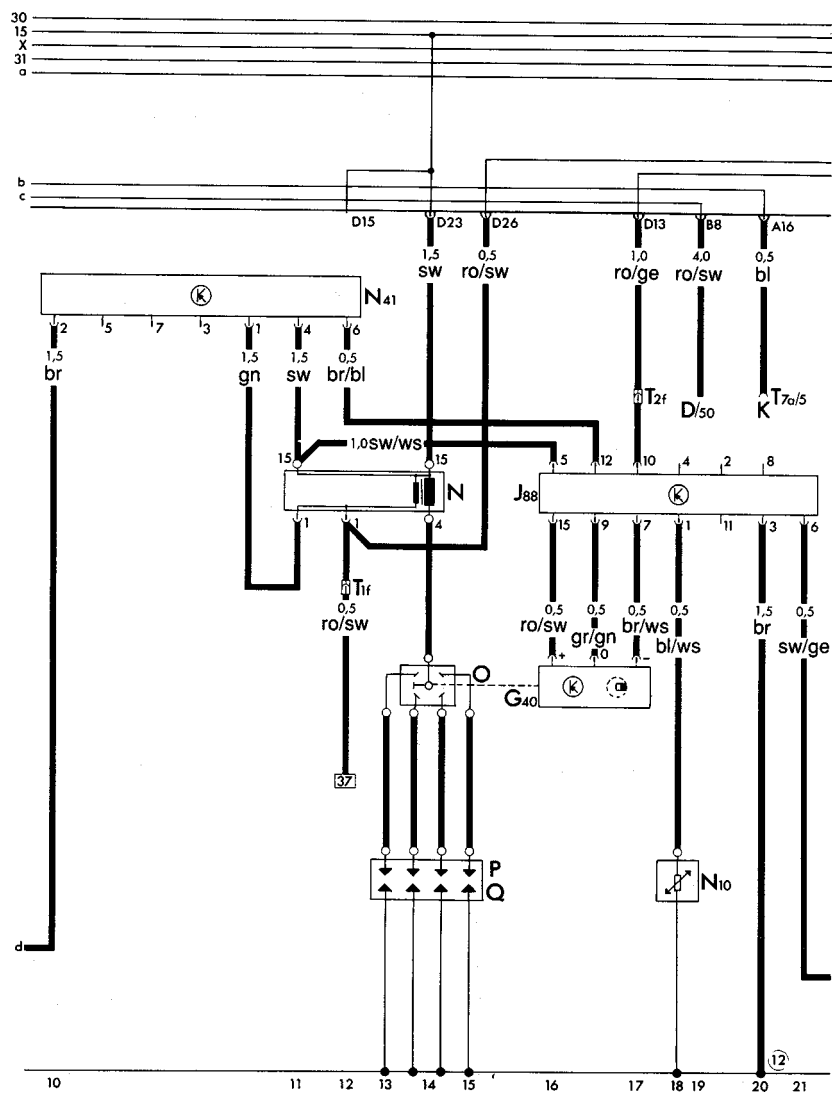 30
15
X
31
a
b
c
D15 D23 D26 D13 B8 A16
1,5 0,5 1,0 4,0 0,5
sw ro/sw ro/ge ro/sw bl
K N41
2 5 7 3 1 4 6
1,5 1,5 1,5 0,5
br gn sw br/bl
T2f D/50 K T7a/5
1,0 sw/ws
15 15 5 12 10 4 2 8
N J88 K
1 1 4 15 9 7 1 11 3 6
T1f
0,5 0,5 0,5 0,5 0,5 1,5 0,5
ro/sw ro/sw gr/gn br/ws bl/ws br sw/ge
+ 0 -
O
G40 K
37
P
Q
N10
d
12
10 11 12 13 14 15 16 17 18 19 20 21